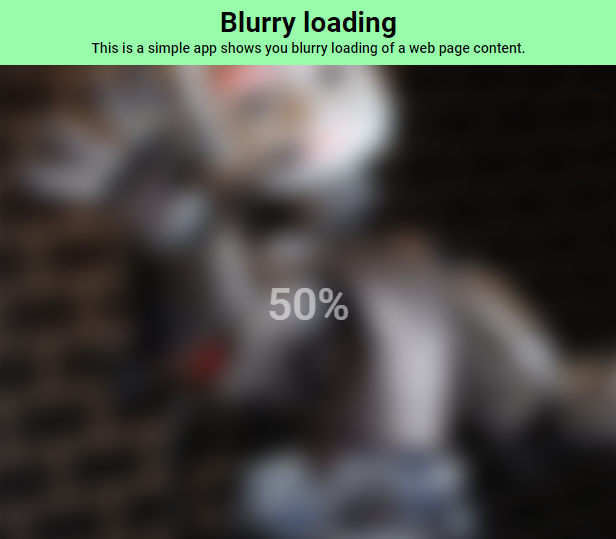 Blurry loading
This is a simple app shows you blurry loading of a web page content.
50%